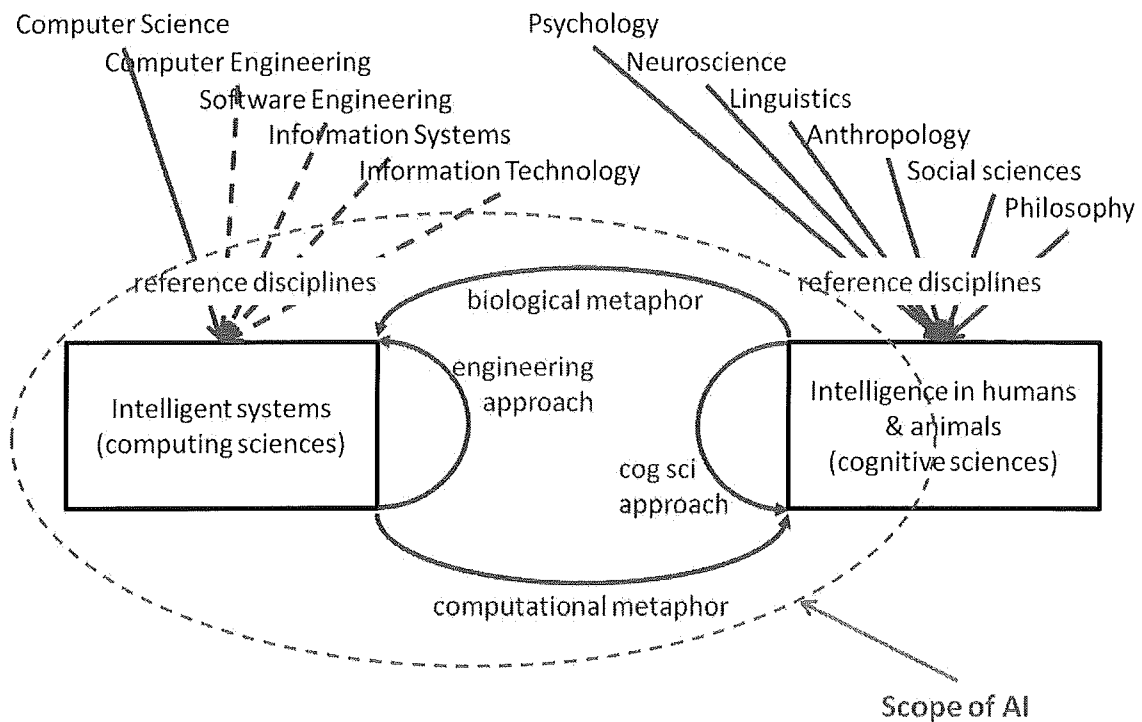 Computer Science
Computer Engineering
Software Engineering
Information Systems
Information Technology
Psychology
Neuroscience
Linguistics
Anthropology
Social sciences
Philosophy
reference disciplines
reference disciplines
biological metaphor
engineering
approach
Intelligent systems
(computing sciences)
Intelligence in humans
& animals
(cognitive sciences)
cog sci
approach
computational metaphor
Scope of AI